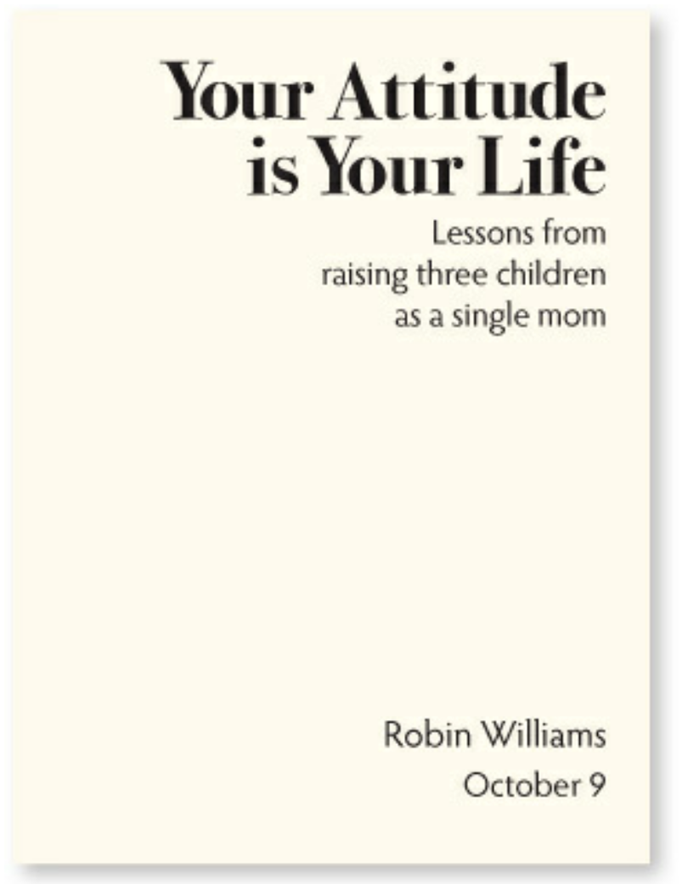 Your Attitude
is Your Life
Lessons from
raising three children
as a single mom
Robin Williams
October 9